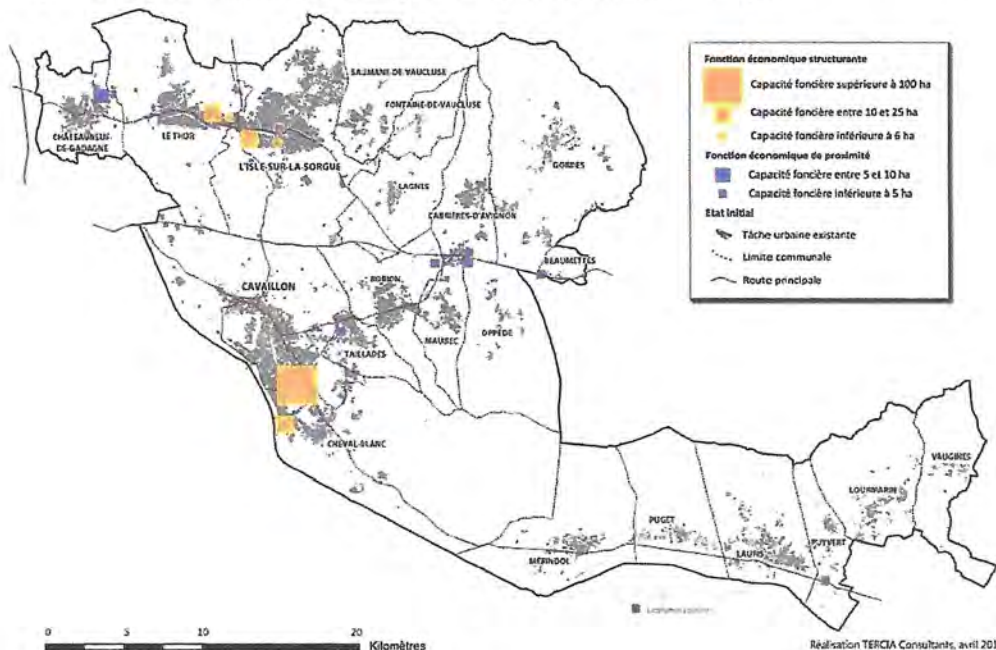 Fonction économique structurante
Capacité foncière supérieure à 100 ha
Capacité foncière entre 10 et 25 ha
Capacité foncière inférieure à 6 ha
Fonction économique de proximité
Capacité foncière entre 5 et 10 ha
Capacité foncière inférieure à 5 ha
Etat initial
Tâche urbaine existante
Limite communale
Route principale
SAUMANE-DE-VAUCLUSE
FONTAINE-DE-VAUCLUSE
CHÂTEAUNEUF-
DE-GADAGNE
LE THOR
L'ISLE-SUR-LA-SORGUE
GORDES
LAGNES
CABRIÈRES-D'AVIGNON
BEAUMETTES
CAVAILLON
ROBION
MAUBEC
OPPÈDE
TAILLADES
CHEVAL-BLANC
VAUGINES
LOURMARIN
PUGET
PUYVERT
LAURIS
MÉRINDOL
0 5 10 20
Kilomètres
Réalisation TERCIA Consultants, avril 201